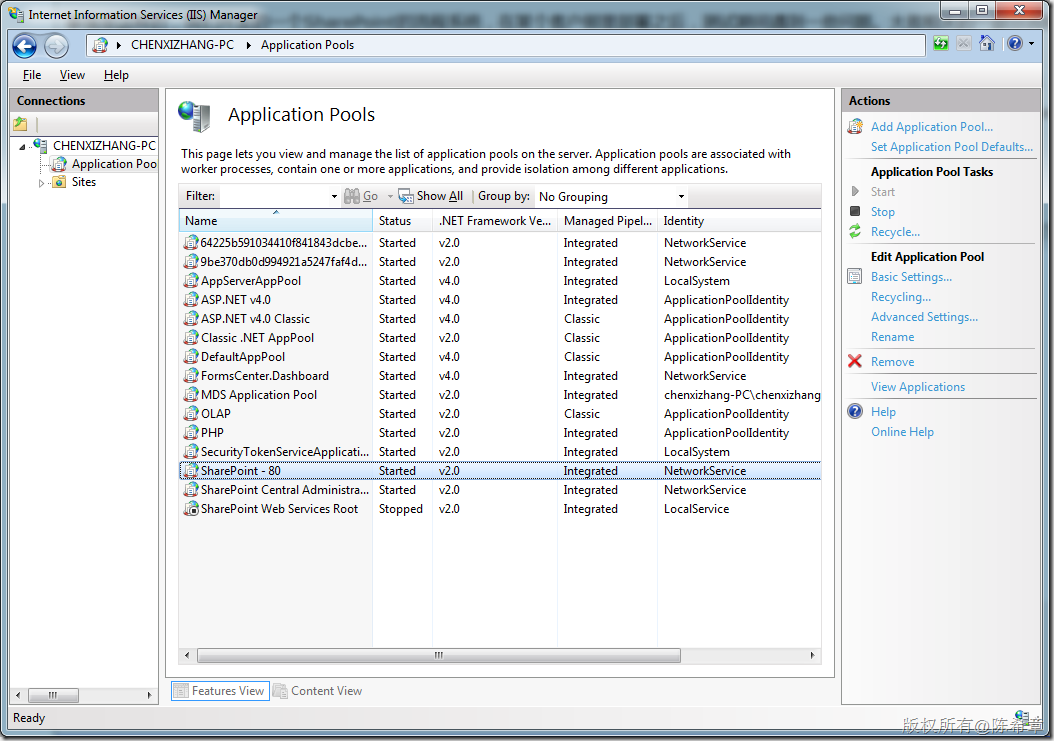 Internet Information Services (IIS) Manager
CHENXIZHANG-PC Application Pools
File View Help
Connections
CHENXIZHANG-PC
Application Poo
Sites
Application Pools
This page lets you view and manage the list of application pools on the server. Application pools are associated with
worker processes, contain one or more applications, and provide isolation among different applications.
Filter: Go Show All Group by: No Grouping
Name Status .NET Framework Ve... Managed Pipel... Identity
64225b591034410f841843dcbe... Started v2.0 Integrated NetworkService
9be370db0d994921a5247faf4d... Started v2.0 Integrated NetworkService
AppServerAppPool Started v4.0 Integrated LocalSystem
ASP.NET v4.0 Started v4.0 Integrated ApplicationPoolIdentity
ASP.NET v4.0 Classic Started v4.0 Classic ApplicationPoolIdentity
Classic .NET AppPool Started v2.0 Classic ApplicationPoolIdentity
DefaultAppPool Started v4.0 Classic ApplicationPoolIdentity
FormsCenter.Dashboard Started v4.0 Integrated NetworkService
MDS Application Pool Started v2.0 Integrated chenxizhang-PC\chenxizhang
OLAP Started v2.0 Classic ApplicationPoolIdentity
PHP Started v2.0 Integrated ApplicationPoolIdentity
SecurityTokenServiceApplicati... Started v2.0 Integrated LocalSystem
SharePoint - 80 Started v2.0 Integrated NetworkService
SharePoint Central Administra... Started v2.0 Integrated NetworkService
SharePoint Web Services Root Stopped v2.0 Integrated LocalService
Features View Content View
Actions
Add Application Pool...
Set Application Pool Defaults...
Application Pool Tasks
Start
Stop
Recycle...
Edit Application Pool
Basic Settings...
Recycling...
Advanced Settings...
Rename
Remove
View Applications
Help
Online Help
Ready
版权所有@陈希章